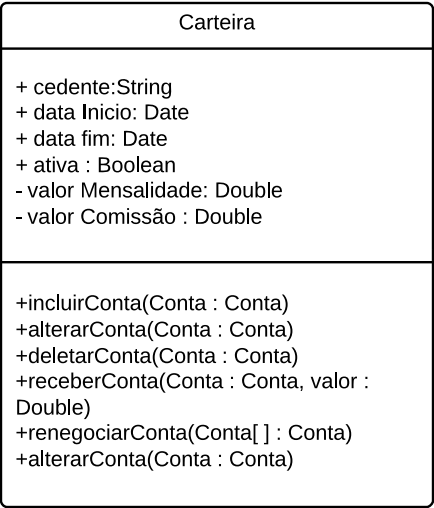 Carteira
+ cedente:String
+ data Inicio: Date
+ data fim: Date
+ ativa : Boolean
- valor Mensalidade: Double
- valor Comissão : Double
+incluirConta(Conta : Conta)
+alterarConta(Conta : Conta)
+deletarConta(Conta : Conta)
+receberConta(Conta : Conta, valor :
Double)
+renegociarConta(Conta[ ] : Conta)
+alterarConta(Conta : Conta)